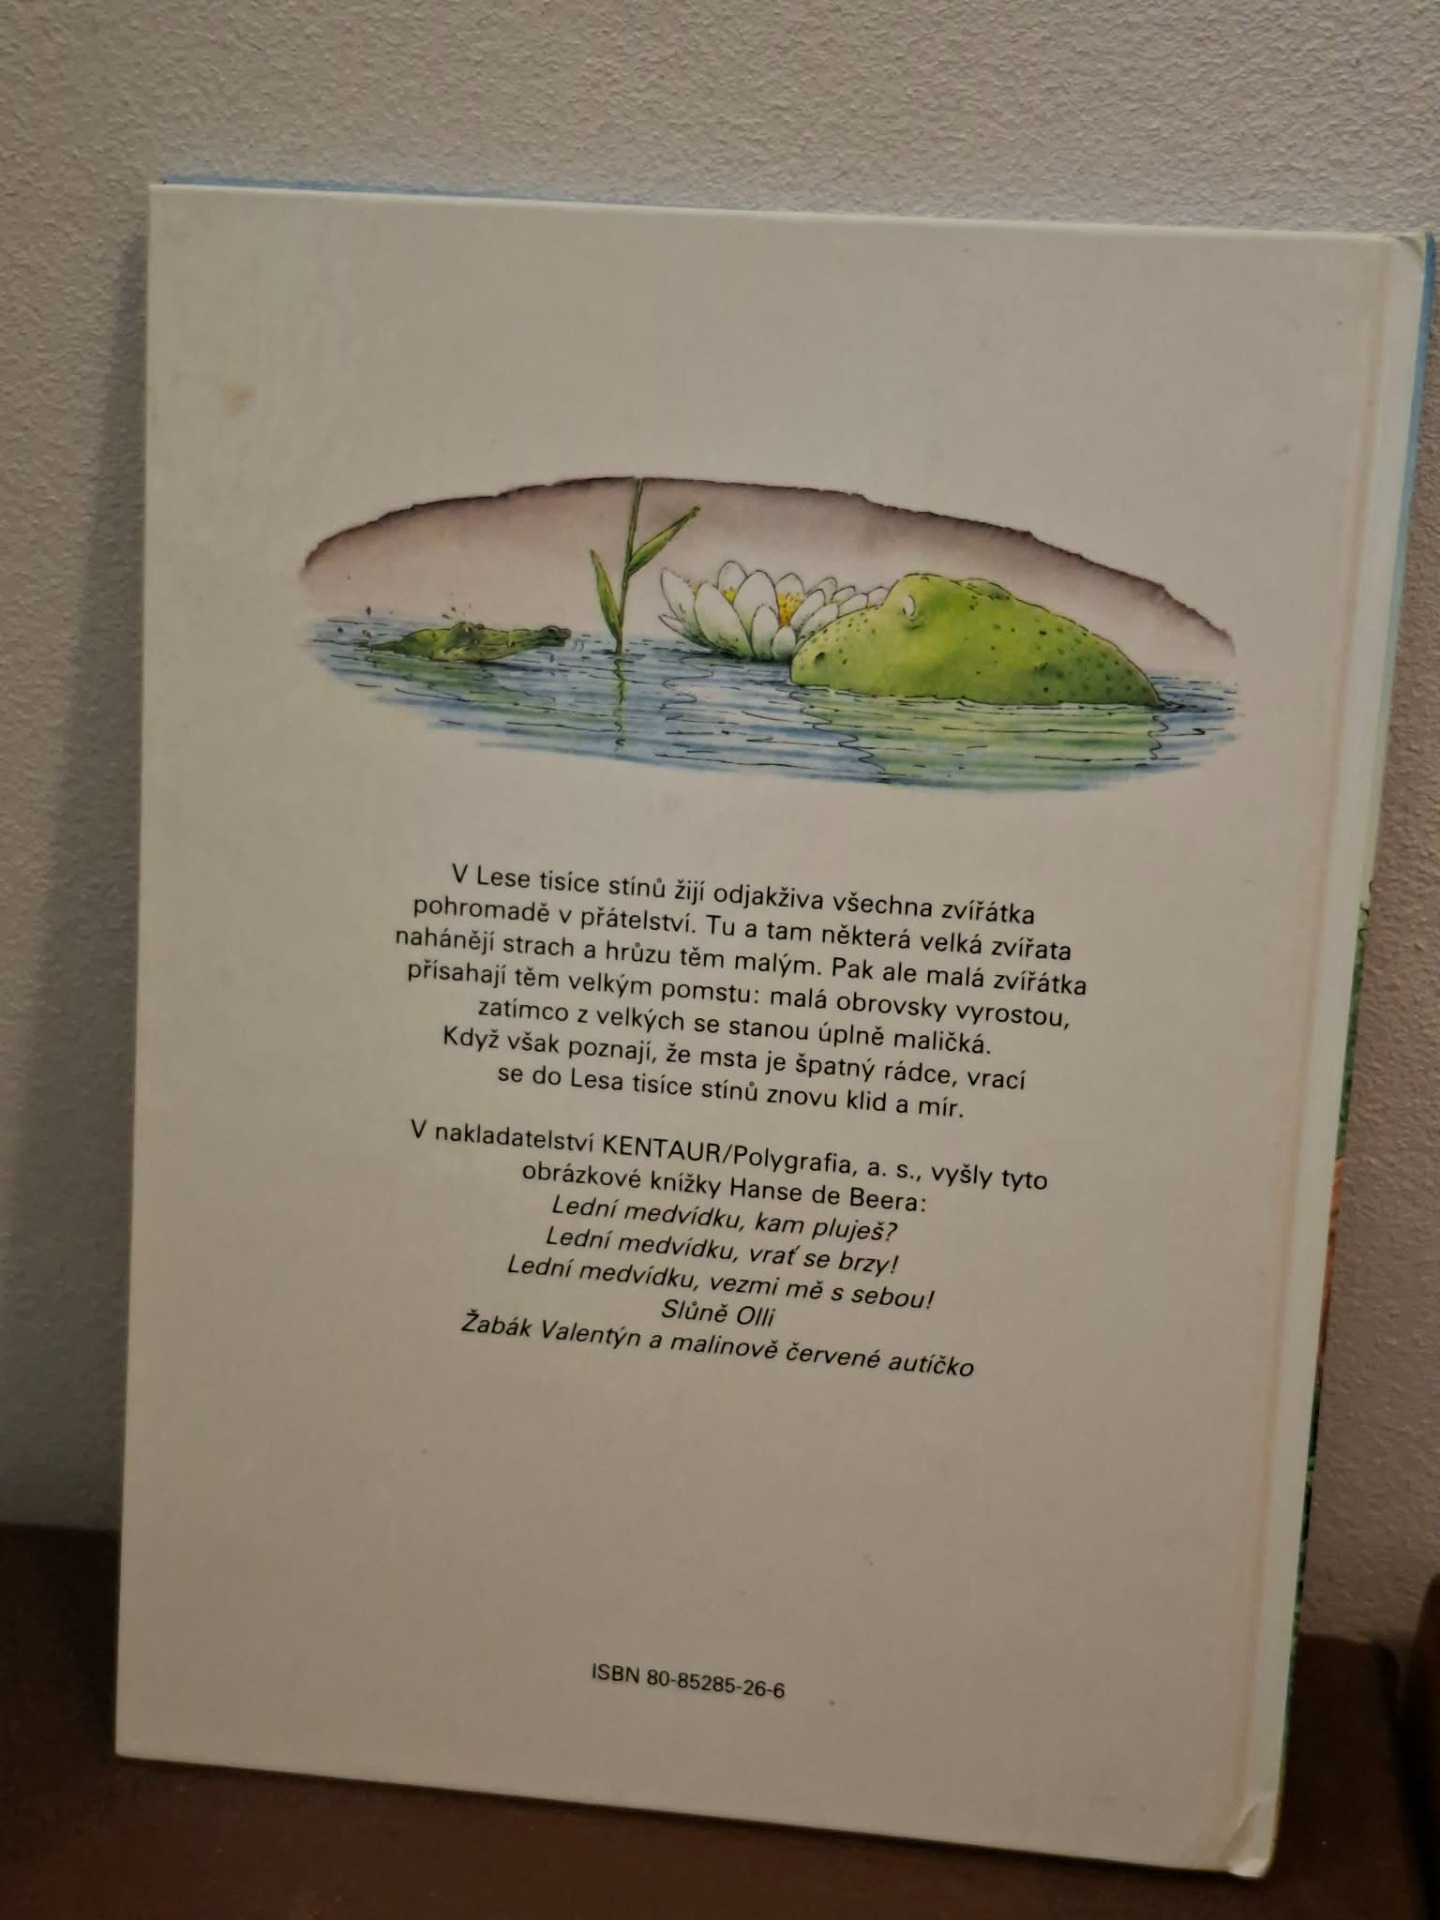 V Lese tisíce stínů žijí odjakživa všechna zvířátka
pohromadě v přátelství. Tu a tam některá velká zvířata
nahánějí strach a hrůzu těm malým. Pak ale malá zvířátka
přísahají těm velkým pomstu: malá obrovsky vyrostou,
zatímco z velkých se stanou úplně maličká.
Když však poznají, že msta je špatný rádce, vrací
se do Lesa tisíce stínů znovu klid a mír.
V nakladatelství KENTAUR/Polygrafia, a. s., vyšly tyto
obrázkové knížky Hanse de Beera:
Lední medvídku, kam pluješ?
Lední medvídku, vrať se brzy!
Lední medvídku, vezmi mě s sebou!
Slůně Olli
Žabák Valentýn a malinově červené autíčko
ISBN 80-85285-26-6